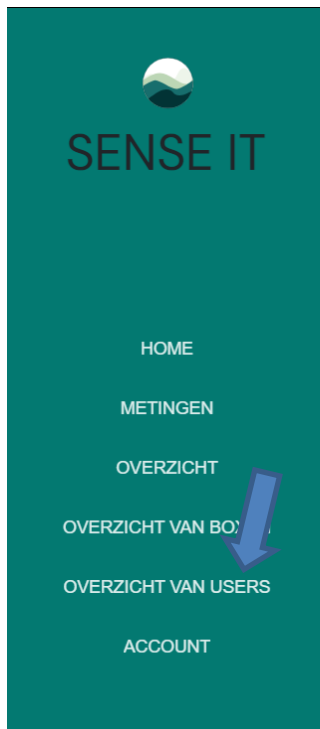 SENSE IT
HOME
METINGEN
OVERZICHT
OVERZICHT VAN
OVERZICHT VAN USERS
ACCOUNT